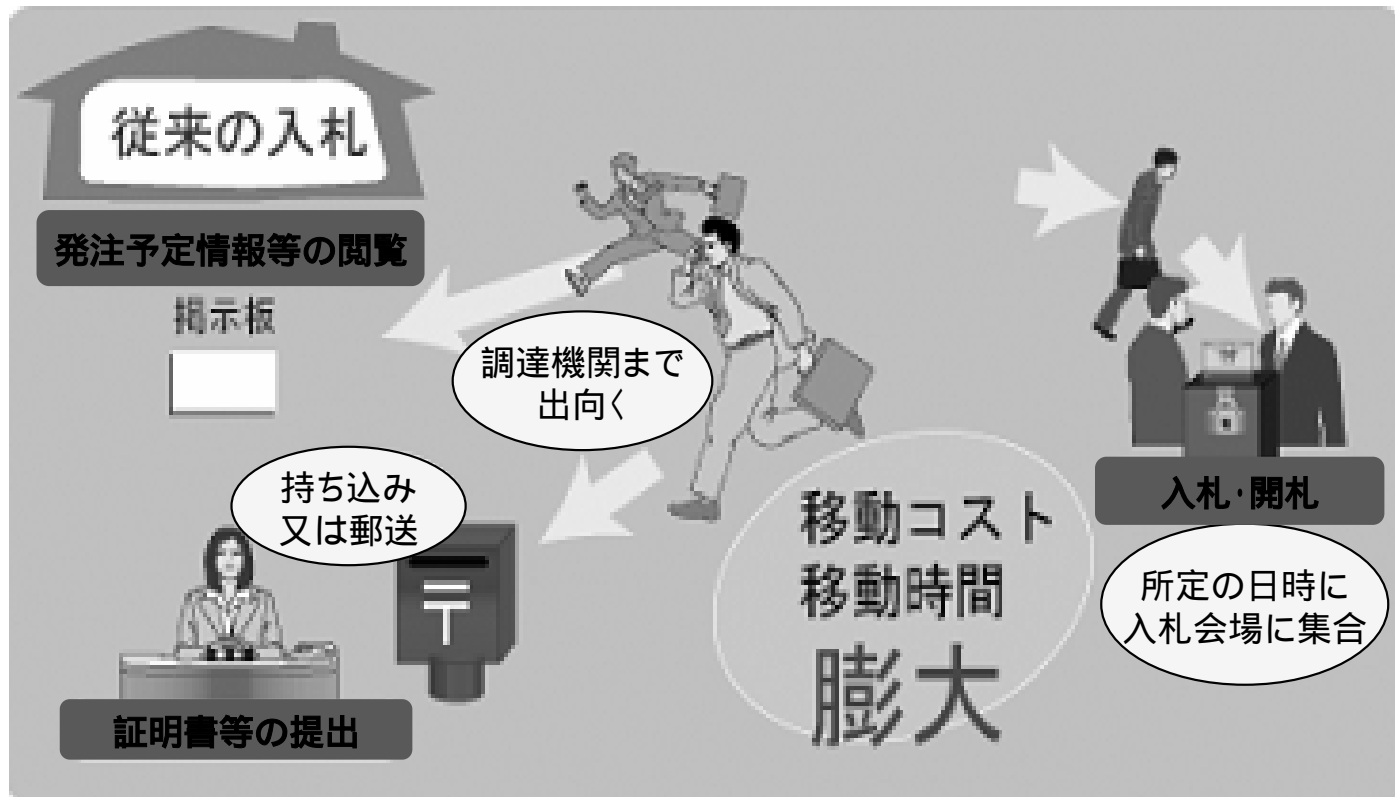 従来の入札
発注予定情報等の閲覧
掲示板
調達機関まで
出向く
持ち込み
又は郵送
証明書等の提出
移動コスト
移動時間
膨大
入札・開札
所定の日時に
入札会場に集合